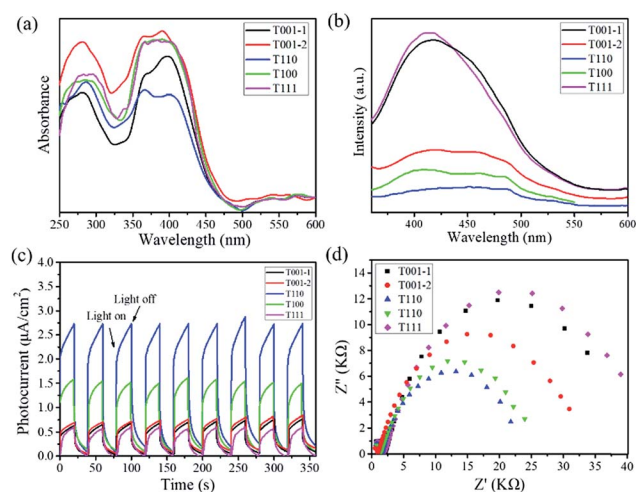 (a)
T001-1
T001-2
T110
T100
T111
Absorbance
250 300 350 400 450 500 550 600
Wavelength (nm)
(b)
T001-1
T001-2
T110
T100
T111
Intensity (a.u.)
400 450 500 550 600
Wavelength (nm)
(c)
T001-1
T001-2
T110
T100
T111
Light off
Light on
Photocurrent (μA/cm²)
4.0
3.5
3.0
2.5
2.0
1.5
1.0
0.5
0.0
0 50 100 150 200 250 300 350
Time (s)
(d)
T001-1
T001-2
T110
T110
T111
Z'' (KΩ)
14
12
10
8
6
4
2
0
0 5 10 15 20 25 30 35 40
Z' (KΩ)